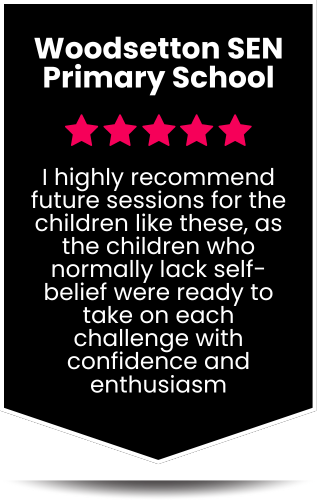 Woodsetton SEN
Primary School
I highly recommend
future sessions for the
children like these, as
the children who
normally lack self-
belief were ready to
take on each
challenge with
confidence and
enthusiasm